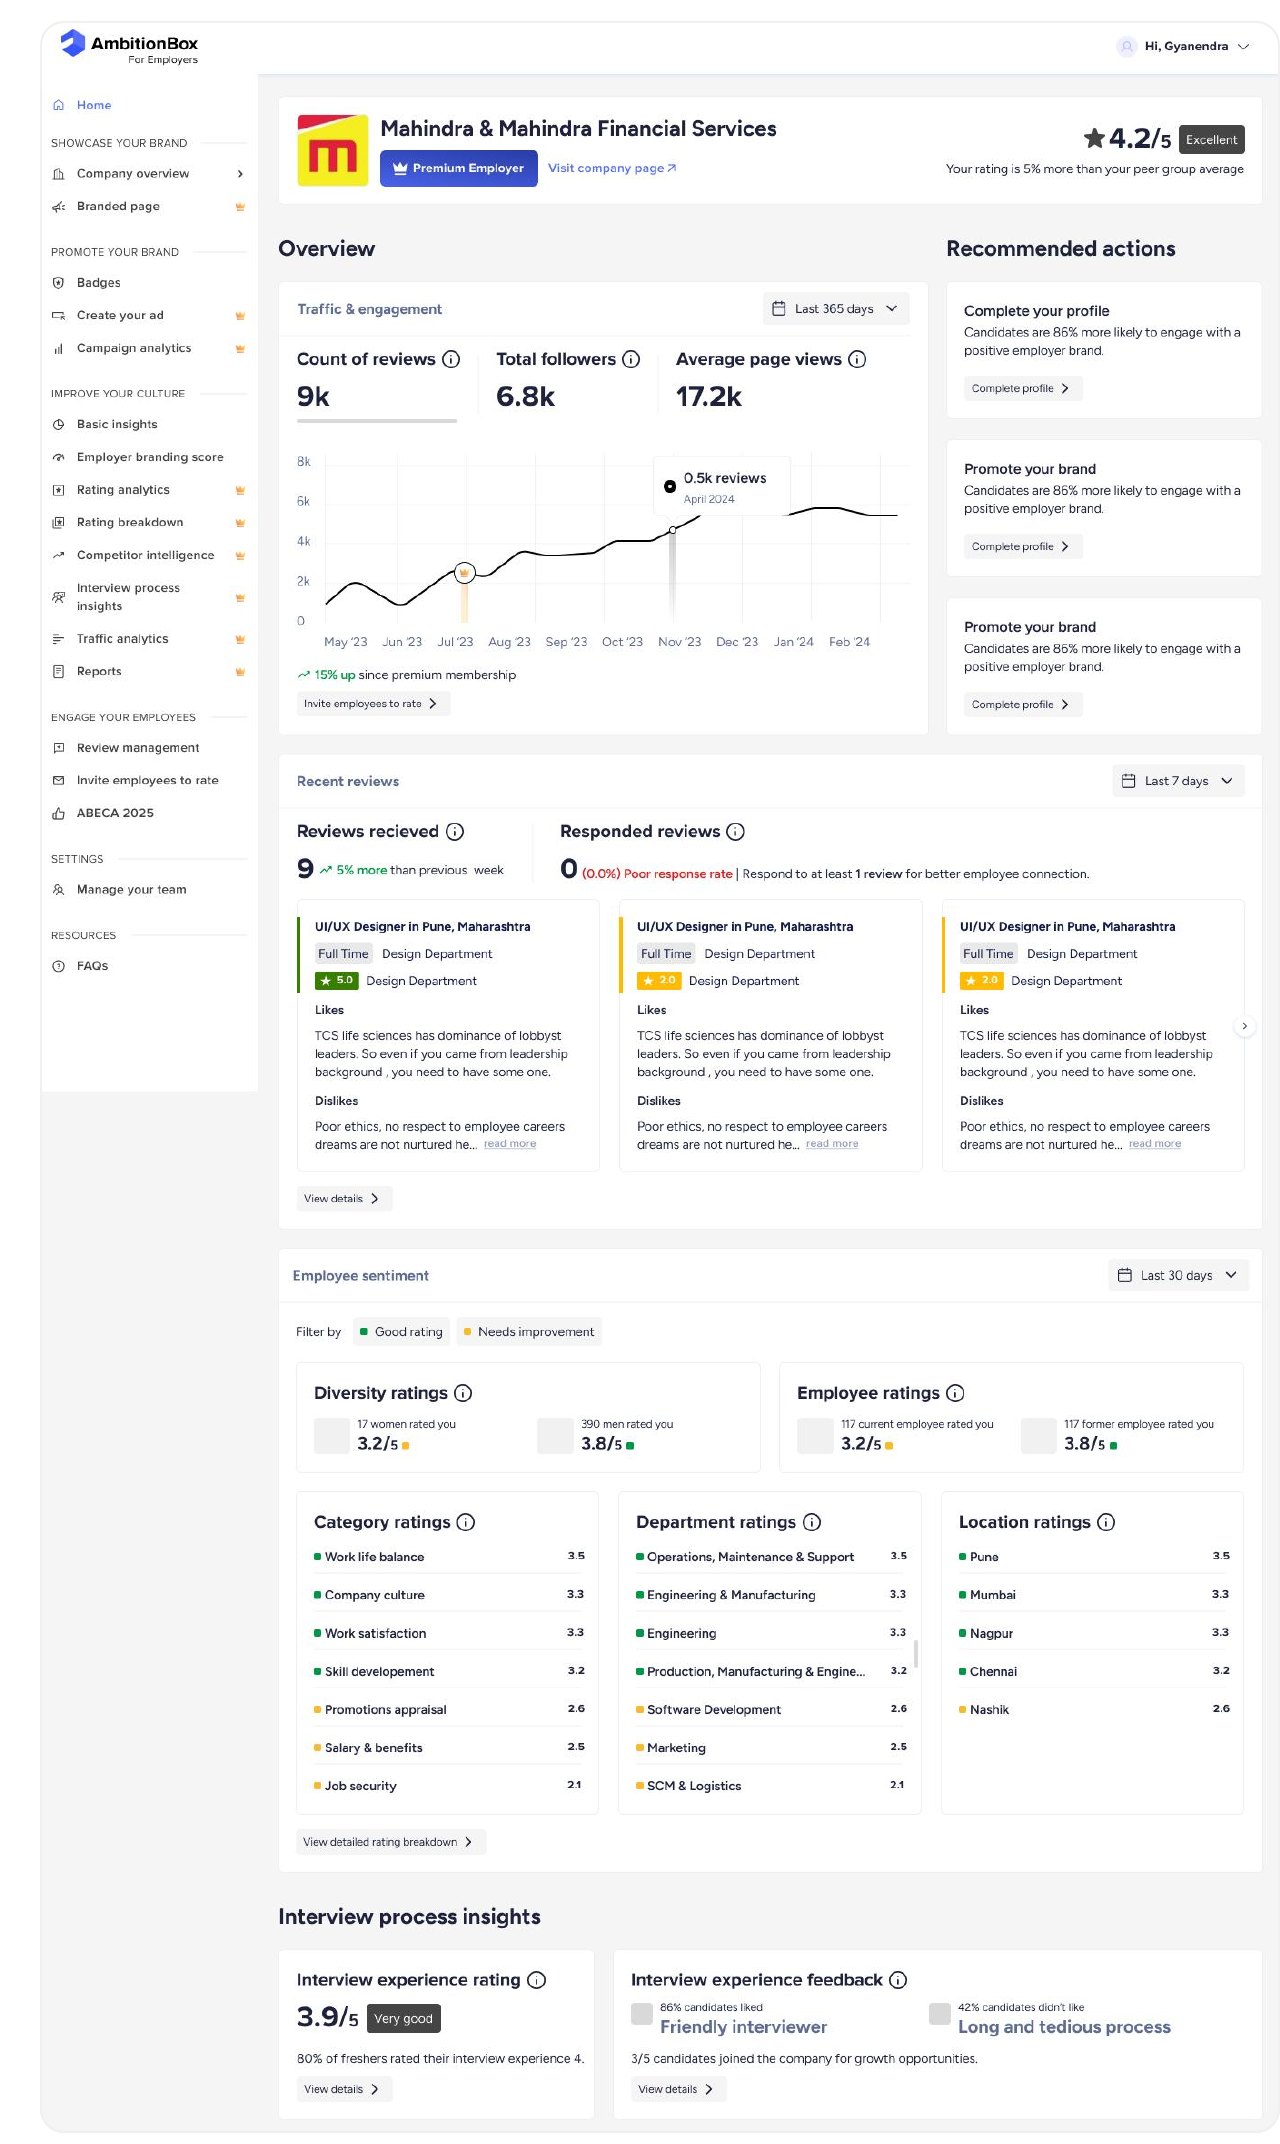 AmbitionBox
For Employers
Hi, Gyanendra
Home
SHOWCASE YOUR BRAND
Company overview
Branded page
PROMOTE YOUR BRAND
Badges
Create your ad
Campaign analytics
IMPROVE YOUR CULTURE
Basic insights
Employer branding score
Rating analytics
Rating breakdown
Competitor intelligence
Interview process
insights
Traffic analytics
Reports
ENGAGE YOUR EMPLOYEES
Review management
Invite employees to rate
ABECA 2025
SETTINGS
Manage your team
RESOURCES
FAQs
Mahindra & Mahindra Financial Services
Premium Employer Visit company page
4.2/5 Excellent
Your rating is 5% more than your peer group average
Overview
Traffic & engagement Last 365 days
Count of reviews Total followers Average page views
9k 6.8k 17.2k
8k
6k
4k
2k
0
0.5k reviews
April 2024
May '23 Jun '23 Jul '23 Aug '23 Sep '23 Oct '23 Nov '23 Dec '23 Jan '24 Feb '24
15% up since premium membership
Invite employees to rate
Recommended actions
Complete your profile
Candidates are 86% more likely to engage with a
positive employer brand.
Complete profile
Promote your brand
Candidates are 86% more likely to engage with a
positive employer brand.
Complete profile
Promote your brand
Candidates are 86% more likely to engage with a
positive employer brand.
Complete profile
Recent reviews Last 7 days
Reviews recieved
9 5% more than previous week
Responded reviews
0 (0.0%) Poor response rate | Respond to at least 1 review for better employee connection.
UI/UX Designer in Pune, Maharashtra
Full Time Design Department
5.0 Design Department
Likes
TCS life sciences has dominance of lobbyst
leaders. So even if you came from leadership
background , you need to have some one.
Dislikes
Poor ethics, no respect to employee careers
dreams are not nurtured he... read more
UI/UX Designer in Pune, Maharashtra
Full Time Design Department
2.0 Design Department
Likes
TCS life sciences has dominance of lobbyst
leaders. So even if you came from leadership
background , you need to have some one.
Dislikes
Poor ethics, no respect to employee careers
dreams are not nurtured he... read more
UI/UX Designer in Pune, Maharashtra
Full Time Design Department
2.0 Design Department
Likes
TCS life sciences has dominance of lobbyst
leaders. So even if you came from leadership
background , you need to have some one.
Dislikes
Poor ethics, no respect to employee careers
dreams are not nurtured he... read more
View details
Employee sentiment Last 30 days
Filter by Good rating Needs improvement
Diversity ratings
17 women rated you
3.2/5
390 men rated you
3.8/5
Employee ratings
117 current employee rated you
3.2/5
117 former employee rated you
3.8/5
Category ratings
Work life balance 3.5
Company culture 3.3
Work satisfaction 3.3
Skill developement 3.2
Promotions appraisal 2.6
Salary & benefits 2.5
Job security 2.1
Department ratings
Operations, Maintenance & Support 3.5
Engineering & Manufacturing 3.3
Engineering 3.3
Production, Manufacturing & Engine... 3.2
Software Development 2.6
Marketing 2.5
SCM & Logistics 2.1
Location ratings
Pune 3.5
Mumbai 3.3
Nagpur 3.3
Chennai 3.2
Nashik 2.6
View detailed rating breakdown
Interview process insights
Interview experience rating
3.9/5 Very good
80% of freshers rated their interview experience 4.
View details
Interview experience feedback
86% candidates liked
Friendly interviewer
42% candidates didn't like
Long and tedious process
3/5 candidates joined the company for growth opportunities.
View details